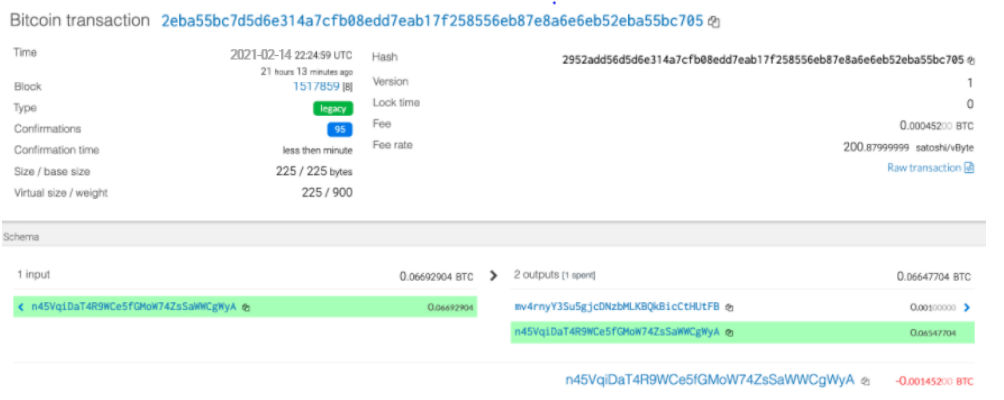 Bitcoin transaction 2eba55bc7d5d6e314a7cfb08edd7eab17f258556eb87e8a6e6eb52eba55bc705
Time 2021-02-14 22:24:59 UTC
21 hours 13 minutes ago
Block 1517859 [8]
Type legacy
Confirmations 95
Confirmation time less then minute
Size / base size 225 / 225 bytes
Virtual size / weight 225 / 900
Hash 2952add56d5d6e314a7cfb08edd7eab17f258556eb87e8a6e6eb52eba55bc705
Version 1
Lock time 0
Fee 0.00045200 BTC
Fee rate 200.87999999 satoshi/vByte
Raw transaction
Schema
1 input 0.06692904 BTC
n45VqiDaT4R9WCe5fGMoW74ZsSaWWCgWyA 0.06692904
2 outputs [1 spent] 0.06647704 BTC
mv4rnyY3Su5gjcDNzbMLKBQkBicCtHUtFB 0.00100000
n45VqiDaT4R9WCe5fGMoW74ZsSaWWCgWyA 0.06547704
n45VqiDaT4R9WCe5fGMoW74ZsSaWWCgWyA -0.00145200 BTC